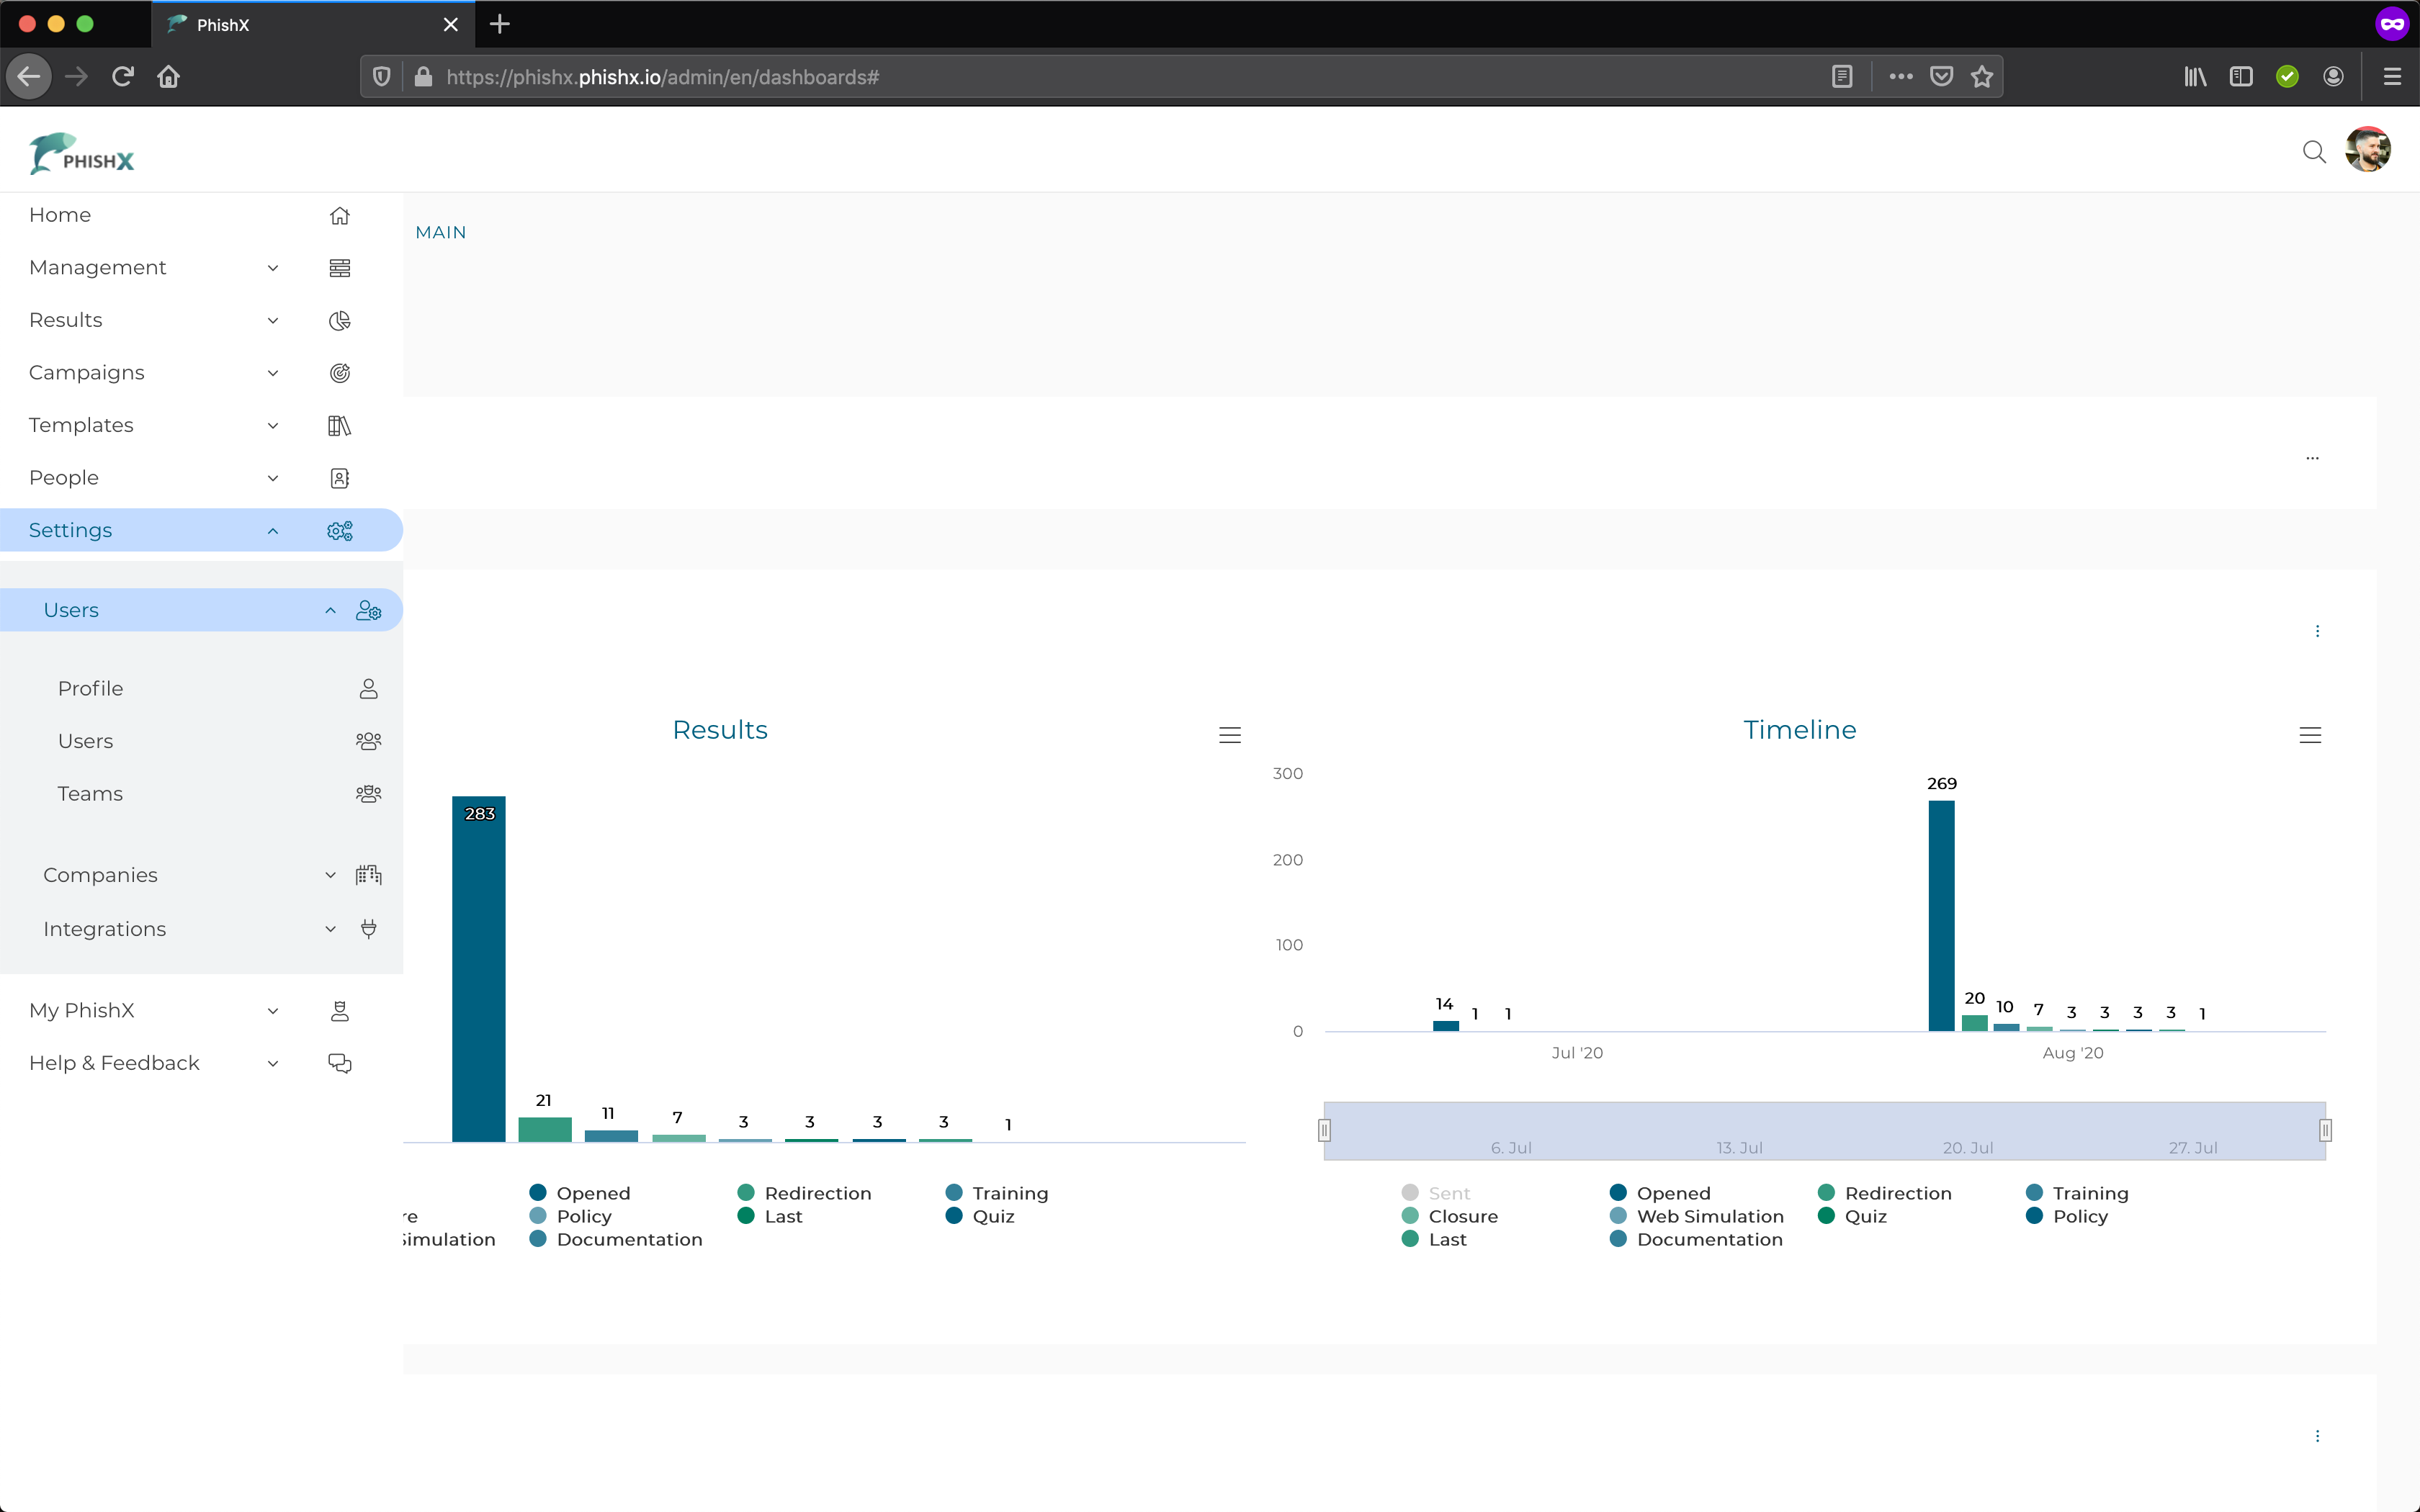 PhishX
https://phishx.phishx.io/admin/en/dashboards#
PHISHX
Home
Management
Results
Campaigns
Templates
People
Settings
Users
Profile
Users
Teams
Companies
Integrations
My PhishX
Help & Feedback
MAIN
...
Results
283
21
11
7
3
3
3
3
1
Opened
Redirection
Training
re
Policy
Last
Quiz
Simulation
Documentation
Timeline
300
200
100
0
14
1
1
269
20
10
7
3
3
3
3
1
Jul '20
Aug '20
6. Jul
13. Jul
20. Jul
27. Jul
Sent
Opened
Redirection
Training
Closure
Web Simulation
Quiz
Policy
Last
Documentation